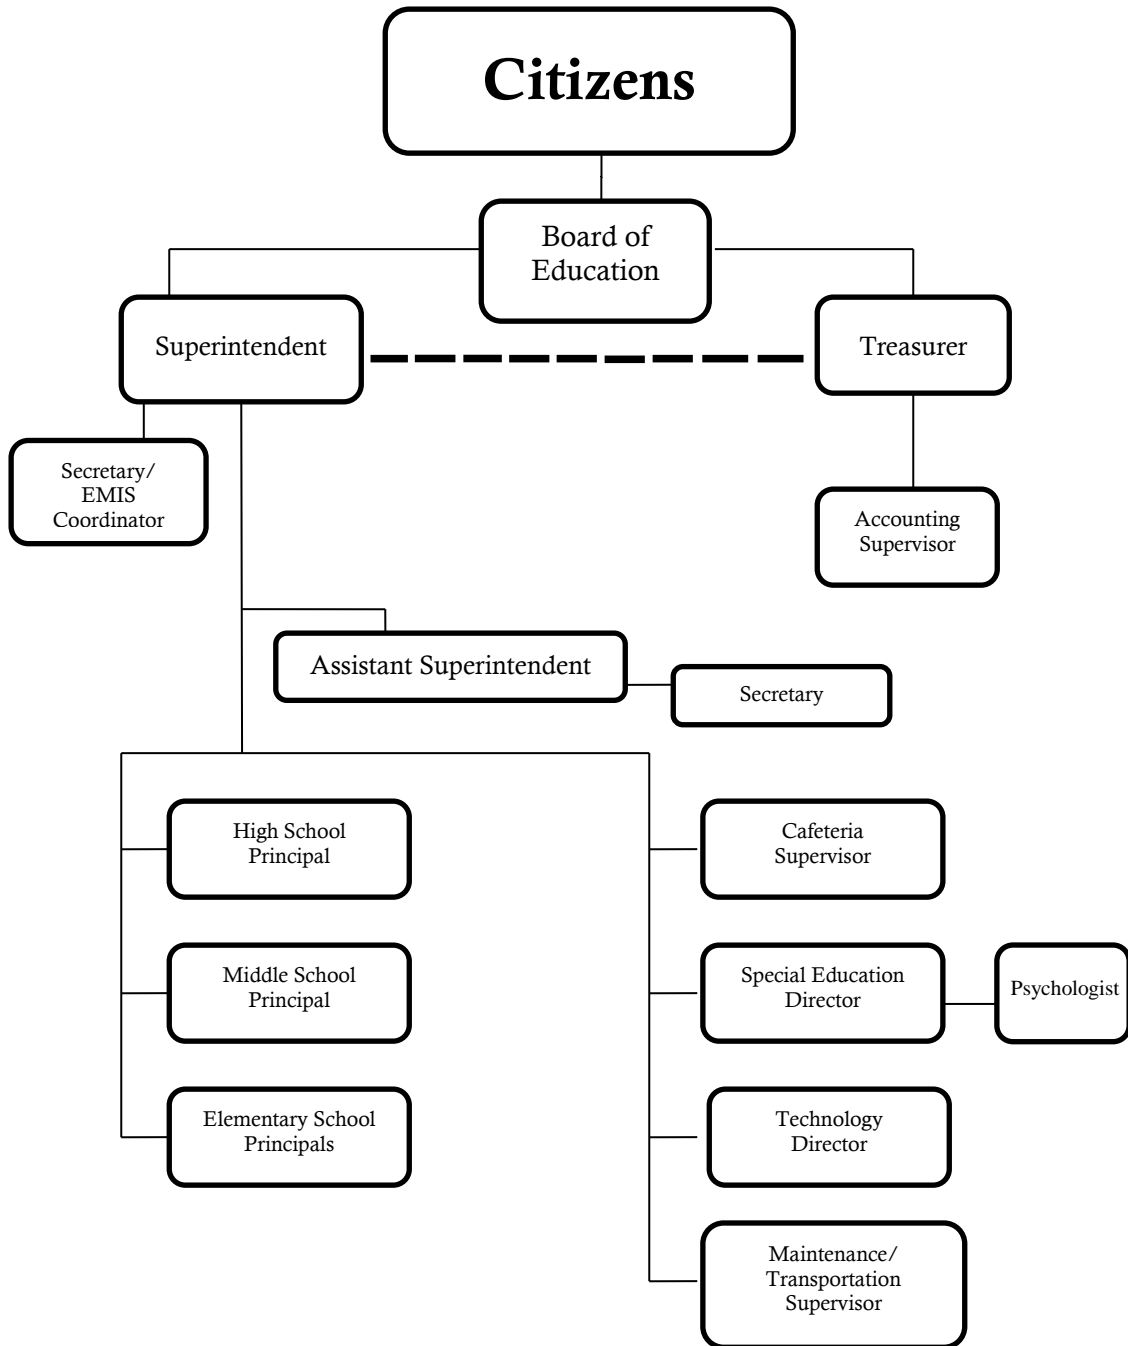 Citizens
Board of
Education
Superintendent
Treasurer
Secretary/
EMIS
Coordinator
Accounting
Supervisor
Assistant Superintendent
Secretary
High School
Principal
Cafeteria
Supervisor
Middle School
Principal
Special Education
Director
Psychologist
Elementary School
Principals
Technology
Director
Maintenance/
Transportation
Supervisor